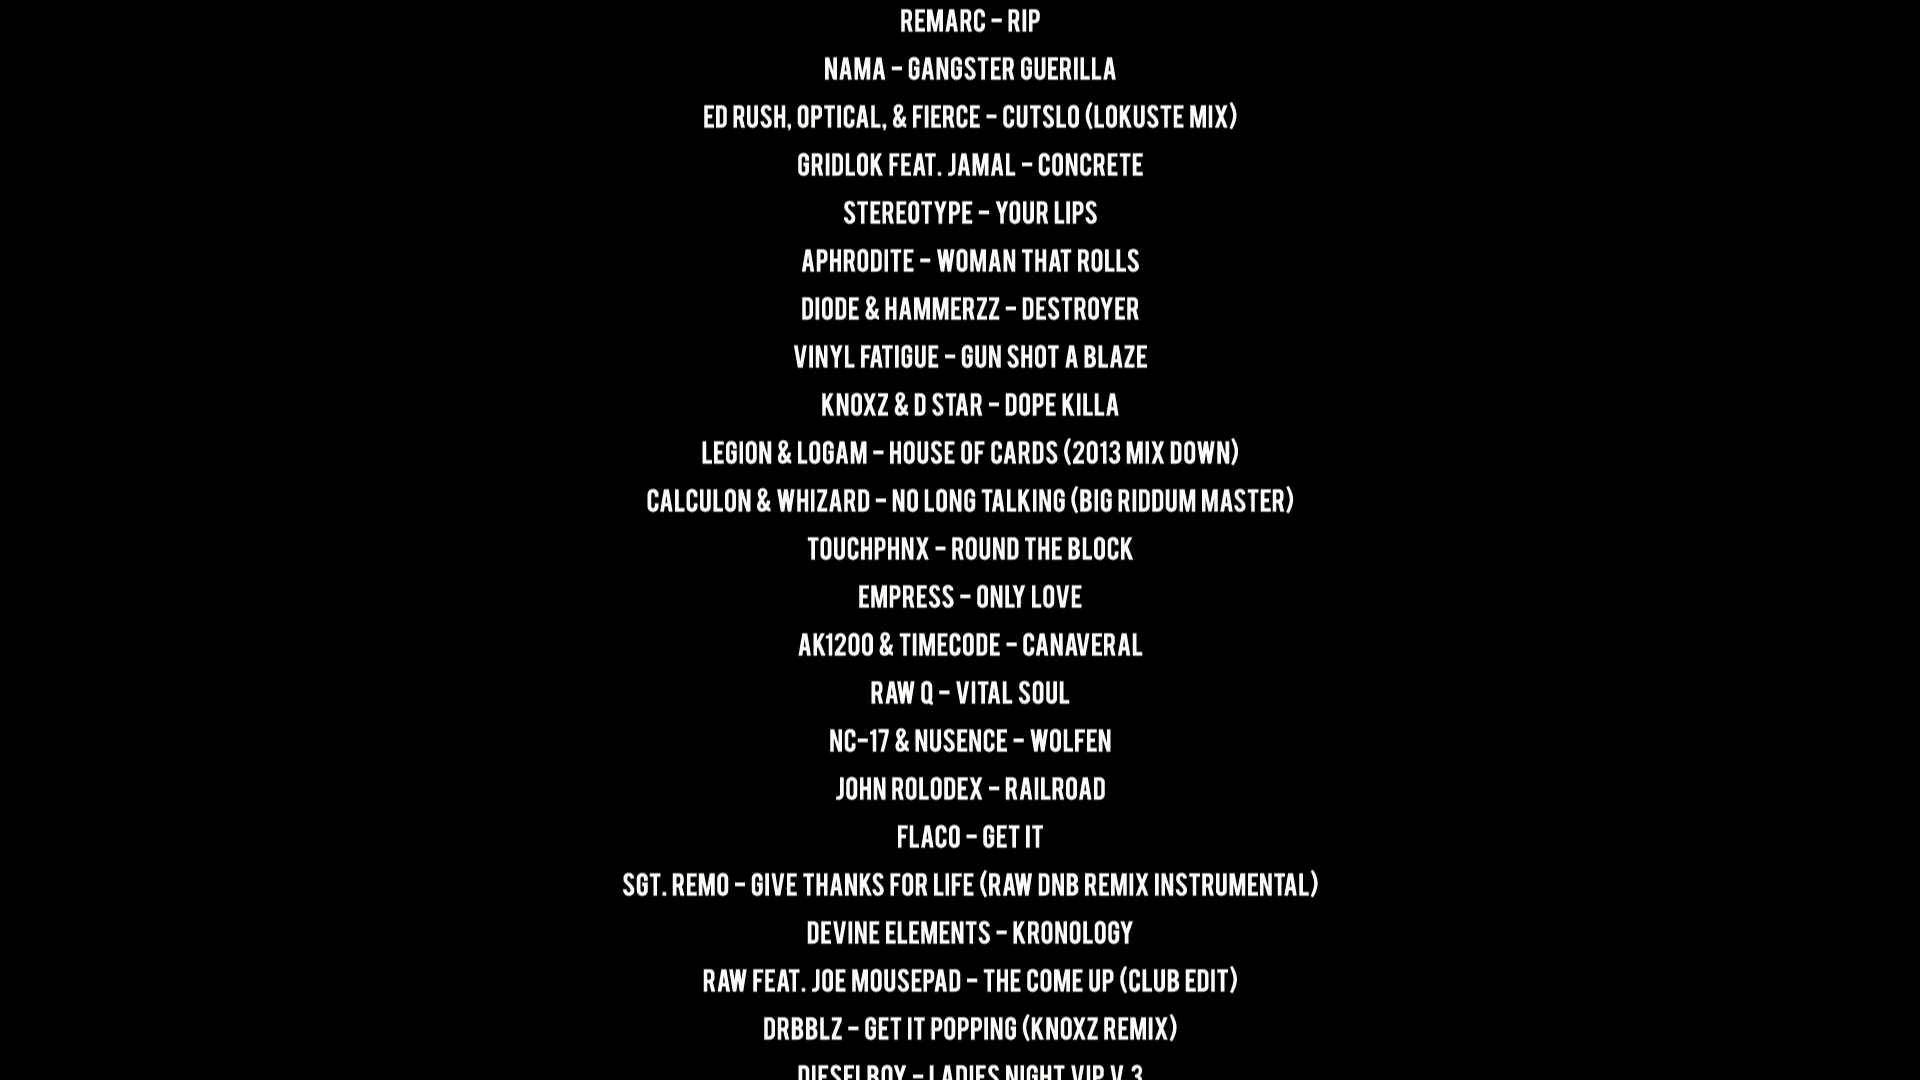 REMARC – RIP
NAMA – GANGSTER GUERILLA
ED RUSH, OPTICAL, & FIERCE – CUTSLO (LOKUSTE MIX)
GRIDLOK FEAT. JAMAL – CONCRETE
STEREOTYPE – YOUR LIPS
APHRODITE – WOMAN THAT ROLLS
DIODE & HAMMERZZ – DESTROYER
VINYL FATIGUE – GUN SHOT A BLAZE
KNOXZ & D STAR – DOPE KILLA
LEGION & LOGAM – HOUSE OF CARDS (2013 MIX DOWN)
CALCULON & WHIZARD – NO LONG TALKING (BIG RIDDUM MASTER)
TOUCHPHNX – ROUND THE BLOCK
EMPRESS – ONLY LOVE
AK1200 & TIMECODE – CANAVERAL
RAW Q – VITAL SOUL
NC-17 & NUSENCE – WOLFEN
JOHN ROLODEX – RAILROAD
FLACO – GET IT
SGT. REMO – GIVE THANKS FOR LIFE (RAW DNB REMIX INSTRUMENTAL)
DEVINE ELEMENTS – KRONOLOGY
RAW FEAT. JOE MOUSEPAD – THE COME UP (CLUB EDIT)
DRBBLZ – GET IT POPPING (KNOXZ REMIX)
DIESELBOY – LADIES NIGHT VIP V.3